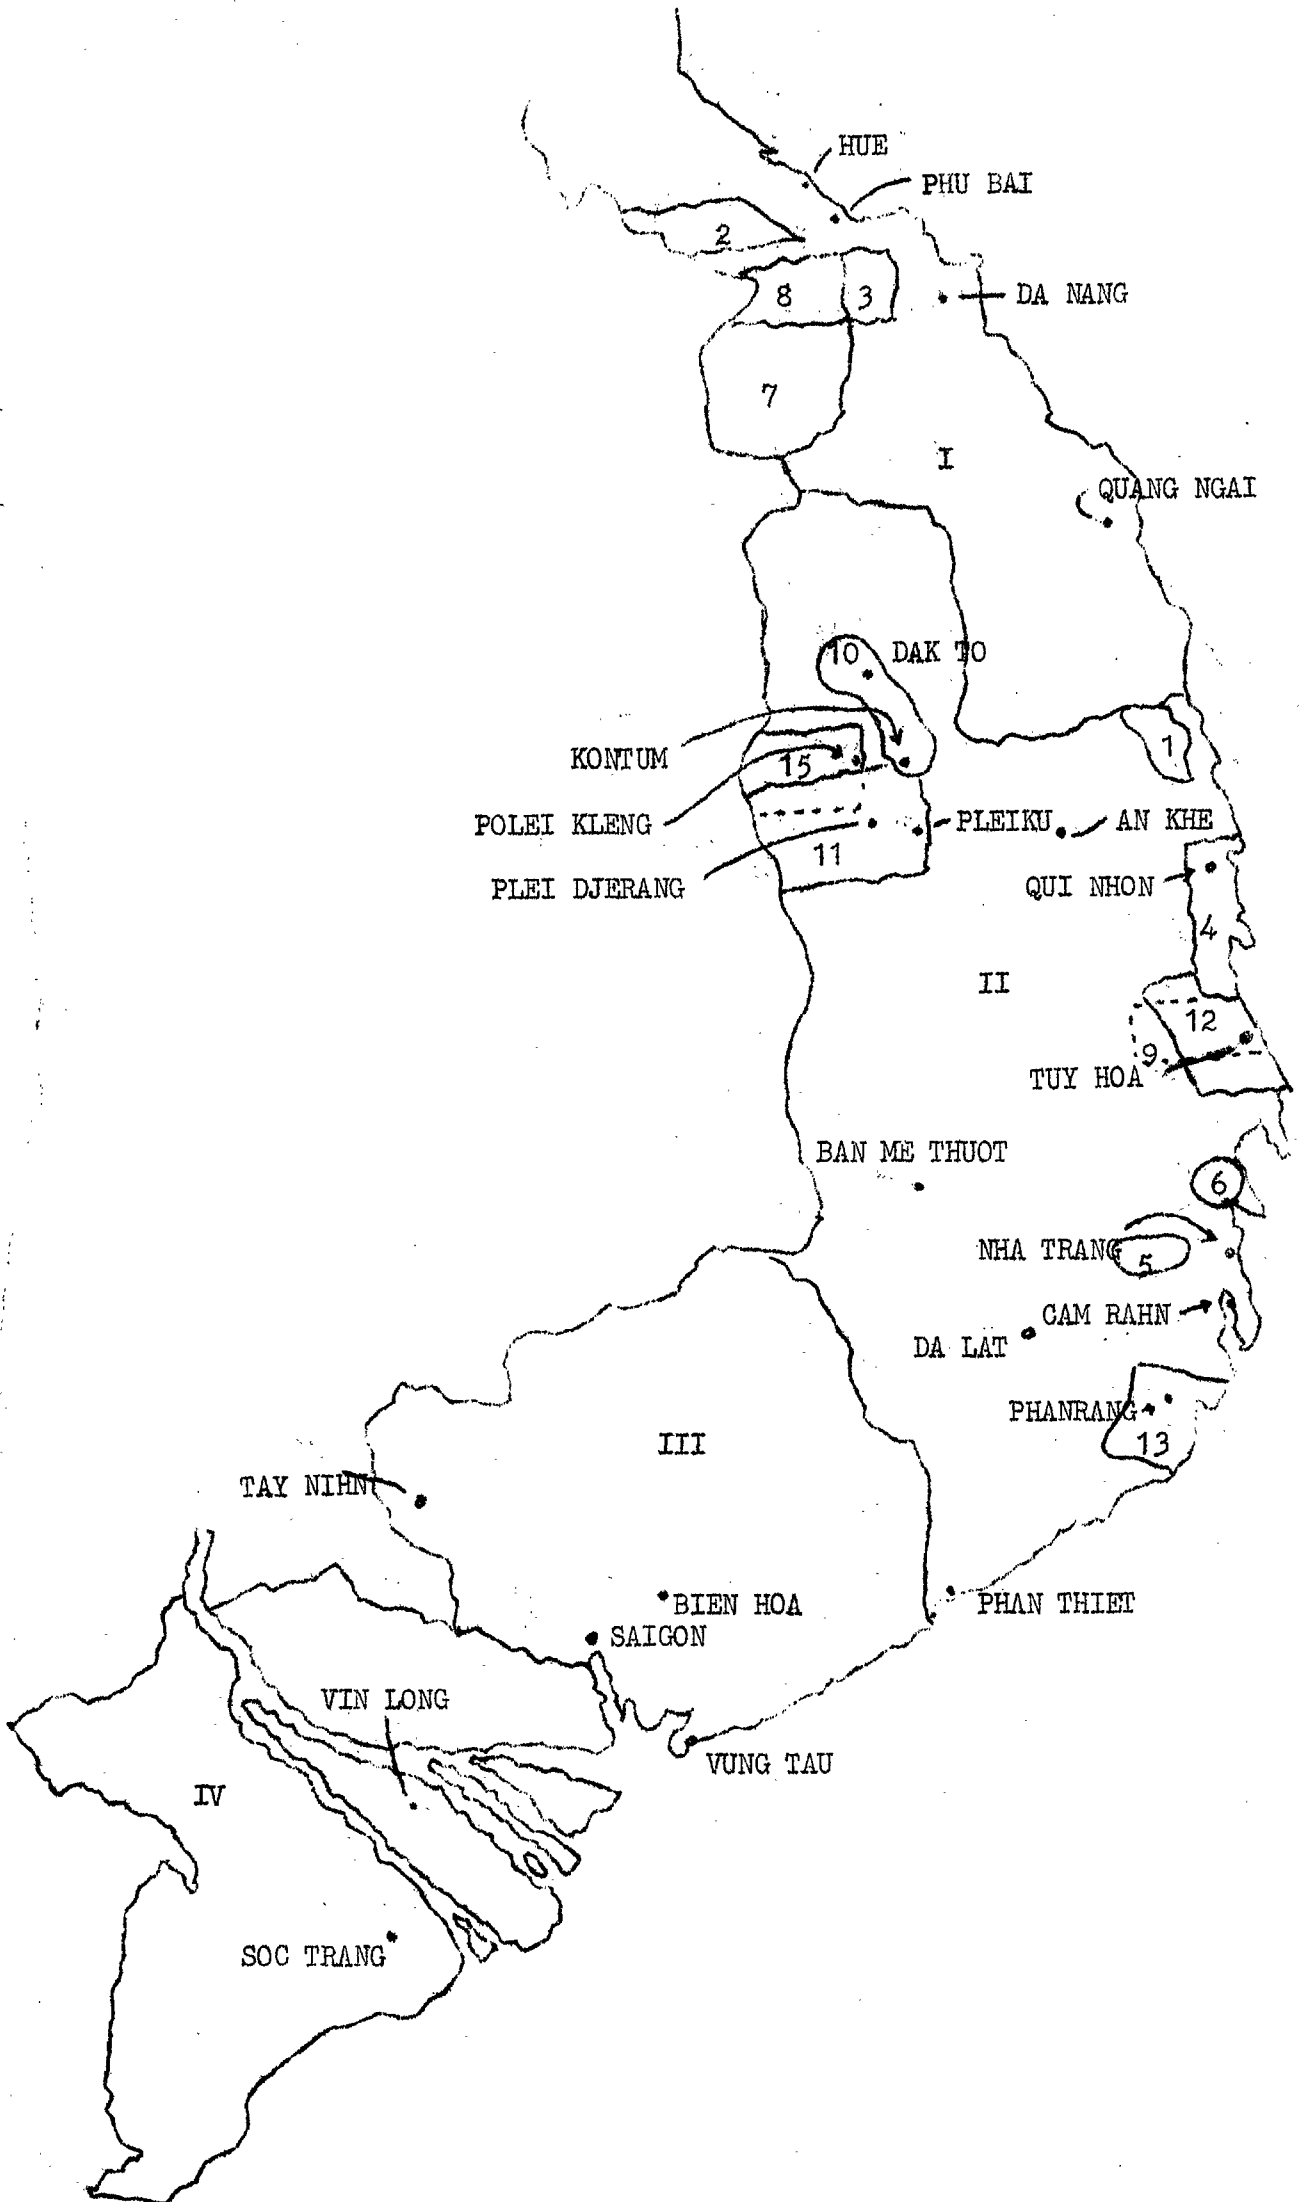 HUE
PHU BAI
2
8
3
DA NANG
7
I
QUANG NGAI
10
DAK TO
1
KONTUM
15
POLEI KLENG
PLEIKU
AN KHE
11
PLEI DJERANG
QUI NHON
4
II
12
9
TUY HOA
BAN ME THUOT
6
NHA TRANG
5
CAM RAHN
DA LAT
PHANRANG
13
III
TAY NIHN
BIEN HOA
PHAN THIET
SAIGON
VIN LONG
VUNG TAU
IV
SOC TRANG